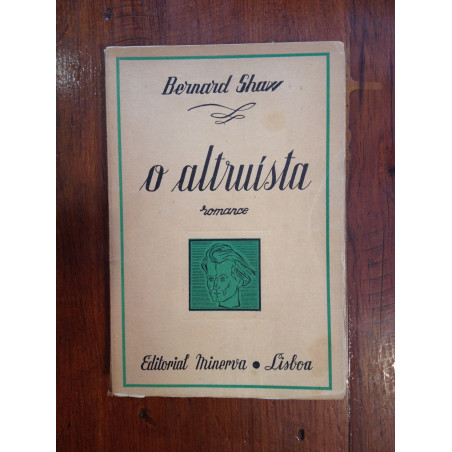 Bernard Shaw
o altruísta
romance
Editorial Minerva • Lisboa